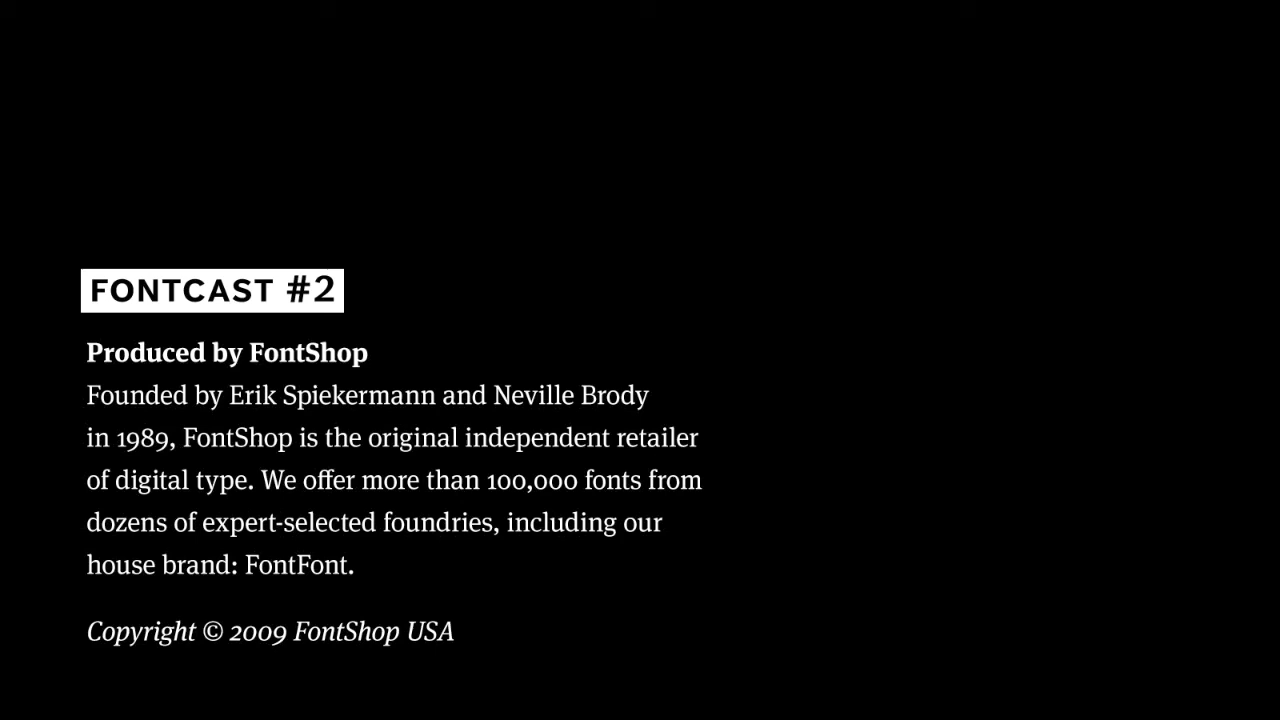 FONTCAST #2
Produced by FontShop
Founded by Erik Spiekermann and Neville Brody
in 1989, FontShop is the original independent retailer
of digital type. We offer more than 100,000 fonts from
dozens of expert-selected foundries, including our
house brand: FontFont.
Copyright © 2009 FontShop USA